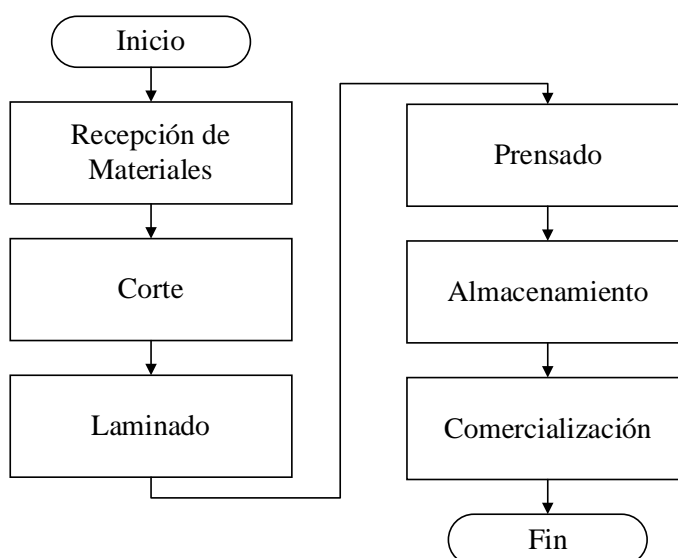 Inicio
Recepción de
Materiales
Corte
Laminado
Prensado
Almacenamiento
Comercialización
Fin